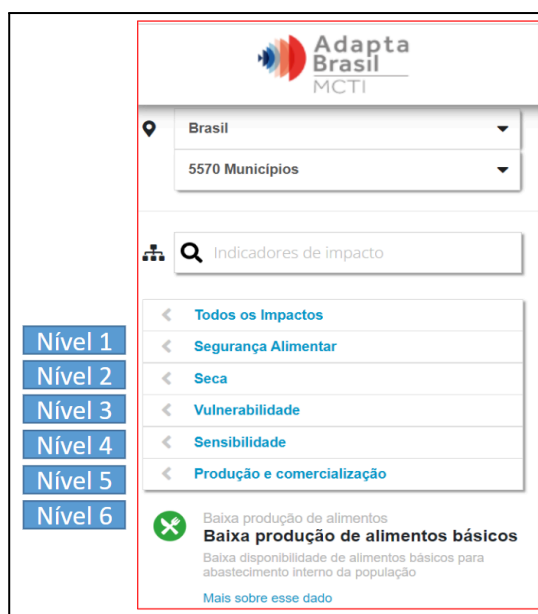 Adapta
Brasil
MCTI
Brasil
5570 Municípios
Indicadores de impacto
Todos os Impactos
Nível 1
Segurança Alimentar
Nível 2
Seca
Nível 3
Vulnerabilidade
Nível 4
Sensibilidade
Nível 5
Produção e comercialização
Nível 6
Baixa produção de alimentos
Baixa produção de alimentos básicos
Baixa disponibilidade de alimentos básicos para
abastecimento interno da população
Mais sobre esse dado